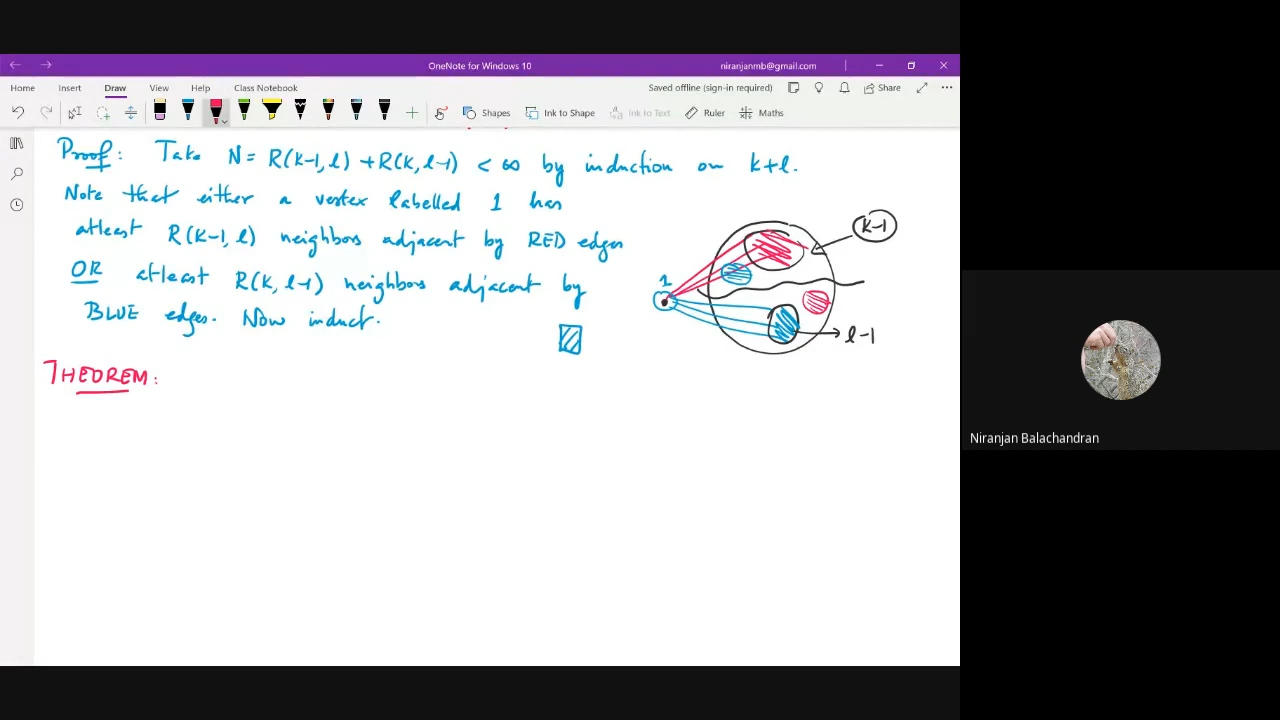 OneNote for Windows 10
niranjanmb@gmail.com
Home Insert Draw View Help Class Notebook
Saved offline (sign-in required)
Share
Shapes
Ink to Shape
Ink to Text
Ruler
Maths
Proof: Take N = R(k-1, l) + R(k, l-1) < ∞ by induction on k+l.
Note that either a vertex labelled 1 has
atleast R(k-1, l) neighbors adjacent by RED edges
OR atleast R(k, l-1) neighbors adjacent by
BLUE edges. Now induct.
k-1
1
l-1
THEOREM:
Niranjan Balachandran